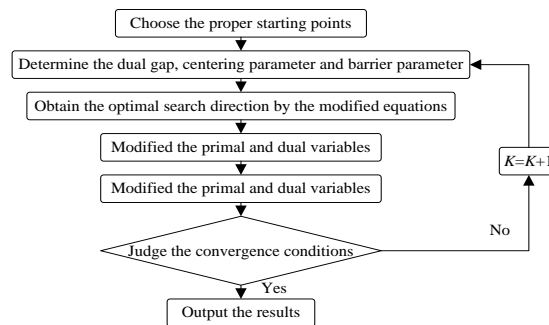 Choose the proper starting points
Determine the dual gap, centering parameter and barrier parameter
Obtain the optimal search direction by the modified equations
Modified the primal and dual variables
K=K+1
Modified the primal and dual variables
No
Judge the convergence conditions
Yes
Output the results